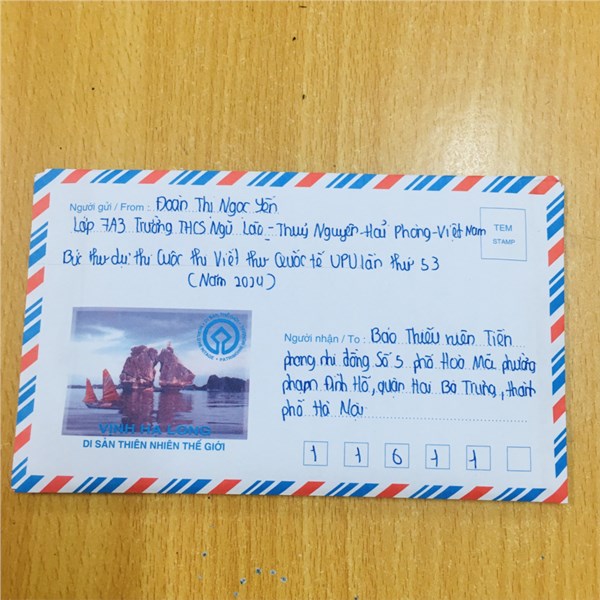 Người gửi / From : Đoàn Thị Ngọc Yến
Lớp 7A3 Trường THCS Ngũ Lão - Thuỷ Nguyên - Hải Phòng - Việt Nam
TEM
STAMP
Bức thư dự thi Cuộc thi Viết thư Quốc tế UPU lần thứ 53
(Năm 2024)
Người nhận / To : Báo Thiếu niên Tiền
phong nhi đồng Số 5 phố Hoà Mã phường
phạm Đình Hổ, quận Hai Bà Trưng, thành
phố Hà Nội
VỊNH HẠ LONG
DI SẢN THIÊN NHIÊN THẾ GIỚI
1 1 6 1 1